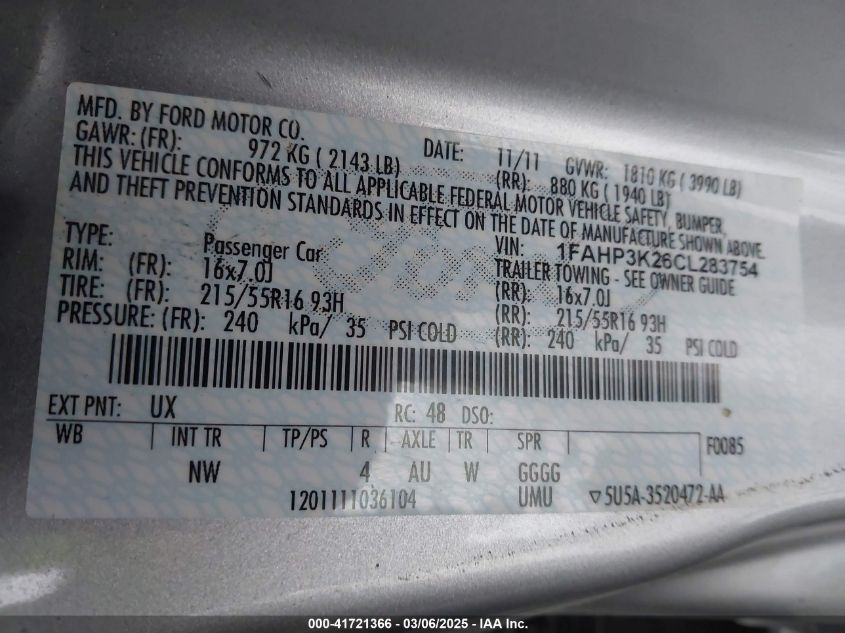 MFD. BY FORD MOTOR CO. DATE: 11/11 GVWR: 1810 KG ( 3990 LB)
GAWR: (FR): 972 KG ( 2143 LB) (RR): 880 KG ( 1940 LB)
THIS VEHICLE CONFORMS TO ALL APPLICABLE FEDERAL MOTOR VEHICLE SAFETY, BUMPER,
AND THEFT PREVENTION STANDARDS IN EFFECT ON THE DATE OF MANUFACTURE SHOWN ABOVE.
VIN: 1FAHP3K26CL283754
TYPE: Passenger Car TRAILER TOWING - SEE OWNER GUIDE
RIM: (FR): 16x7.0J (RR): 16x7.0J
TIRE: (FR): 215/55R16 93H (RR): 215/55R16 93H
PRESSURE: (FR): 240 kPa/ 35 PSI COLD (RR): 240 kPa/ 35 PSI COLD
EXT PNT: UX RC: 48 DSO:
WB INT TR TP/PS R AXLE TR SPR F0085
NW 4 AU W GGGG
1201111036104 UMU 5U5A-3520472-AA
000-41721366 - 03/06/2025 - IAA Inc.